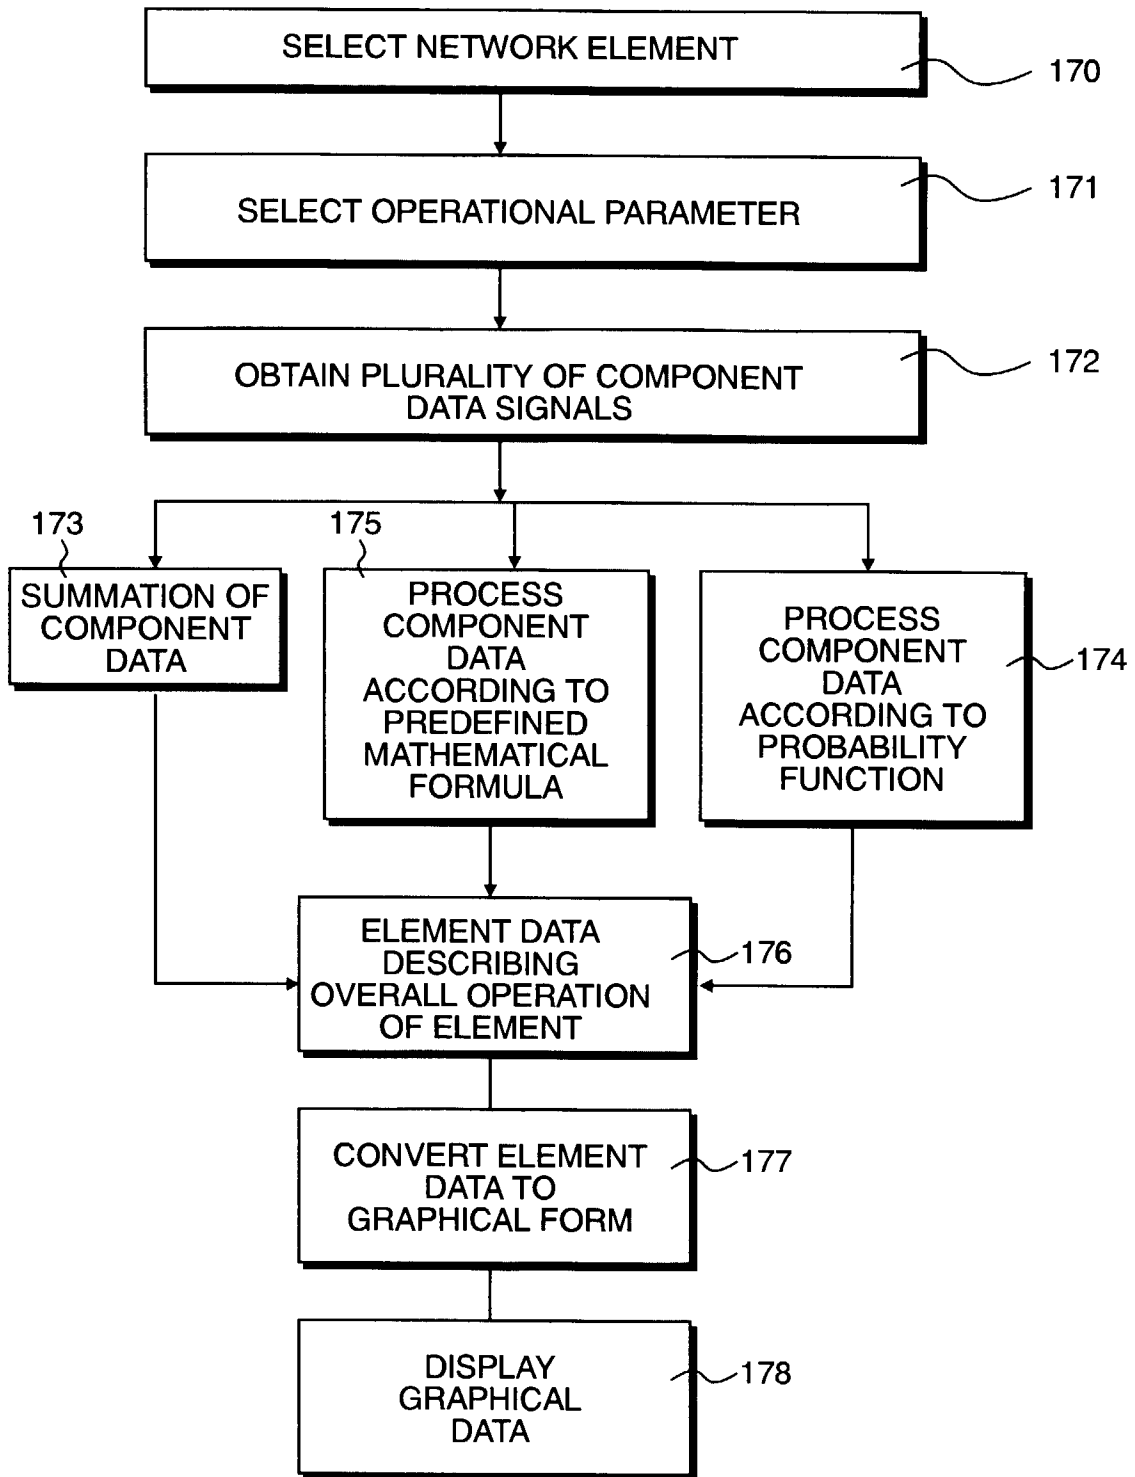 SELECT NETWORK ELEMENT
170
SELECT OPERATIONAL PARAMETER
171
OBTAIN PLURALITY OF COMPONENT
DATA SIGNALS
172
173
SUMMATION OF
COMPONENT
DATA
175
PROCESS
COMPONENT
DATA
ACCORDING TO
PREDEFINED
MATHEMATICAL
FORMULA
PROCESS
COMPONENT
DATA
ACCORDING TO
PROBABILITY
FUNCTION
174
ELEMENT DATA
DESCRIBING
OVERALL OPERATION
OF ELEMENT
176
CONVERT ELEMENT
DATA TO
GRAPHICAL FORM
177
DISPLAY
GRAPHICAL
DATA
178